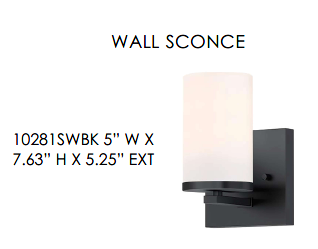 WALL SCONCE
10281SWBK 5” W X
7.63” H X 5.25” EXT